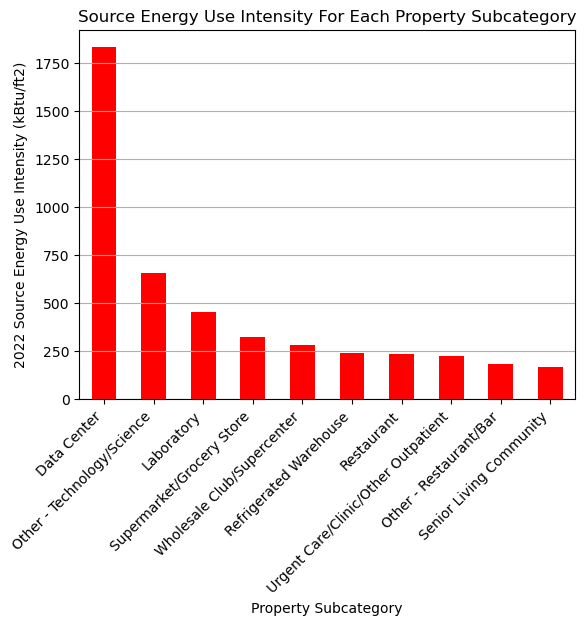 Source Energy Use Intensity For Each Property Subcategory
2022 Source Energy Use Intensity (kBtu/ft2)
1750
1500
1250
1000
750
500
250
0
Data Center
Other - Technology/Science
Laboratory
Supermarket/Grocery Store
Wholesale Club/Supercenter
Refrigerated Warehouse
Restaurant
Urgent Care/Clinic/Other Outpatient
Other - Restaurant/Bar
Senior Living Community
Property Subcategory